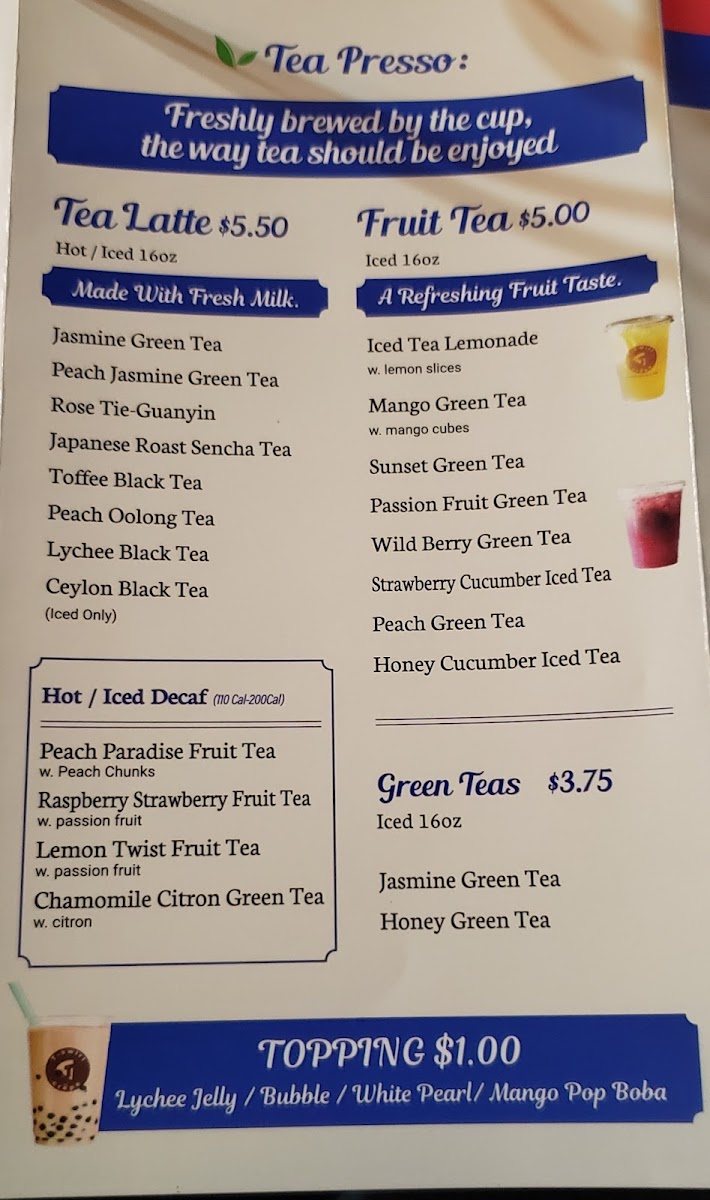 Tea Presso:
Freshly brewed by the cup,
the way tea should be enjoyed
Tea Latte $5.50
Hot / Iced 16oz
Made With Fresh Milk.
Jasmine Green Tea
Peach Jasmine Green Tea
Rose Tie-Guanyin
Japanese Roast Sencha Tea
Toffee Black Tea
Peach Oolong Tea
Lychee Black Tea
Ceylon Black Tea
(Iced Only)
Hot / Iced Decaf (110 Cal-200Cal)
Peach Paradise Fruit Tea
w. Peach Chunks
Raspberry Strawberry Fruit Tea
w. passion fruit
Lemon Twist Fruit Tea
w. passion fruit
Chamomile Citron Green Tea
w. citron
Fruit Tea $5.00
Iced 16oz
A Refreshing Fruit Taste.
Iced Tea Lemonade
w. lemon slices
Mango Green Tea
w. mango cubes
Sunset Green Tea
Passion Fruit Green Tea
Wild Berry Green Tea
Strawberry Cucumber Iced Tea
Peach Green Tea
Honey Cucumber Iced Tea
Green Teas $3.75
Iced 16oz
Jasmine Green Tea
Honey Green Tea
TOPPING $1.00
Lychee Jelly / Bubble / White Pearl/ Mango Pop Boba